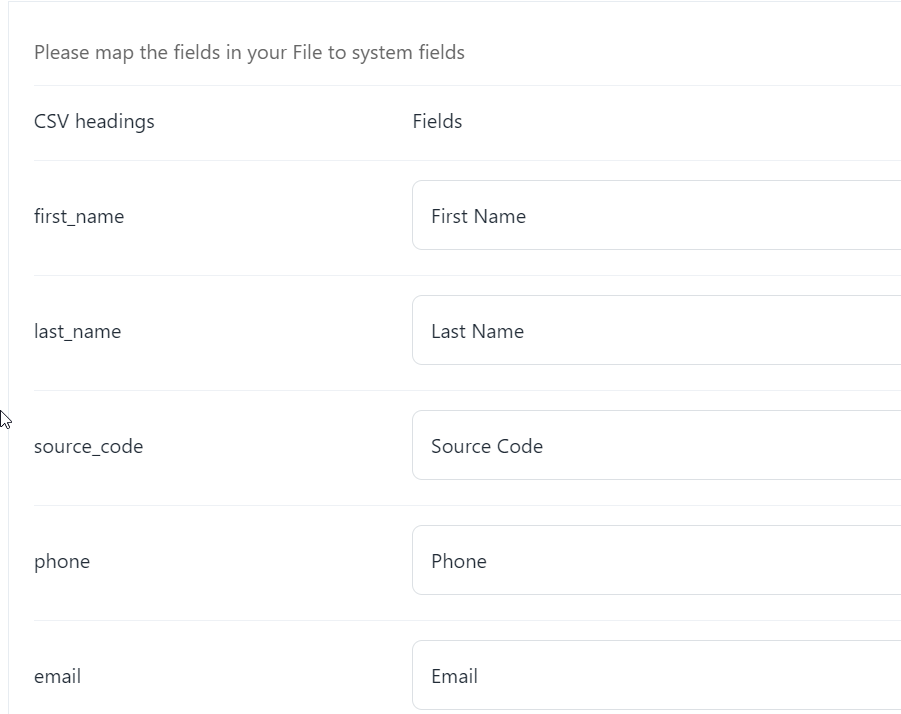 Please map the fields in your File to system fields
CSV headings Fields
first_name First Name
last_name Last Name
source_code Source Code
phone Phone
email Email